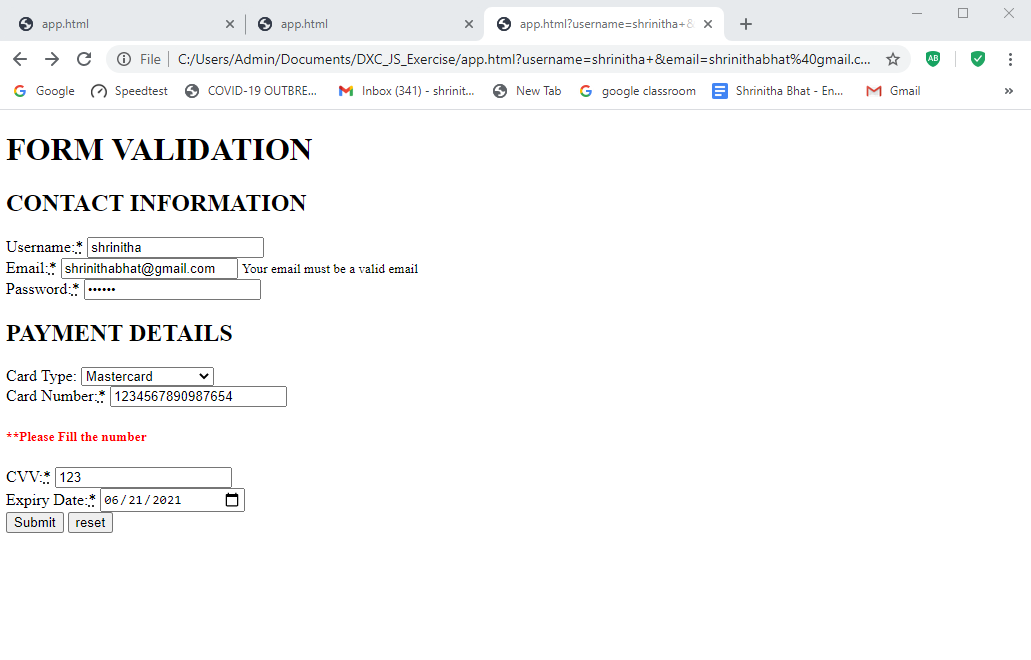 app.html
app.html
app.html?username=shrinitha+&
File C:/Users/Admin/Documents/DXC_JS_Exercise/app.html?username=shrinitha+&email=shrinithabhat%40gmail.c... AB
Google Speedtest COVID-19 OUTBRE... Inbox (341) - shrinit... New Tab google classroom Shrinitha Bhat - En... Gmail »
FORM VALIDATION
CONTACT INFORMATION
Username:* shrinitha
Email:* shrinithabhat@gmail.com Your email must be a valid email
Password:* ••••••
PAYMENT DETAILS
Card Type: Mastercard
Card Number:* 1234567890987654
**Please Fill the number
CVV:* 123
Expiry Date:* 06/21/2021
Submit reset